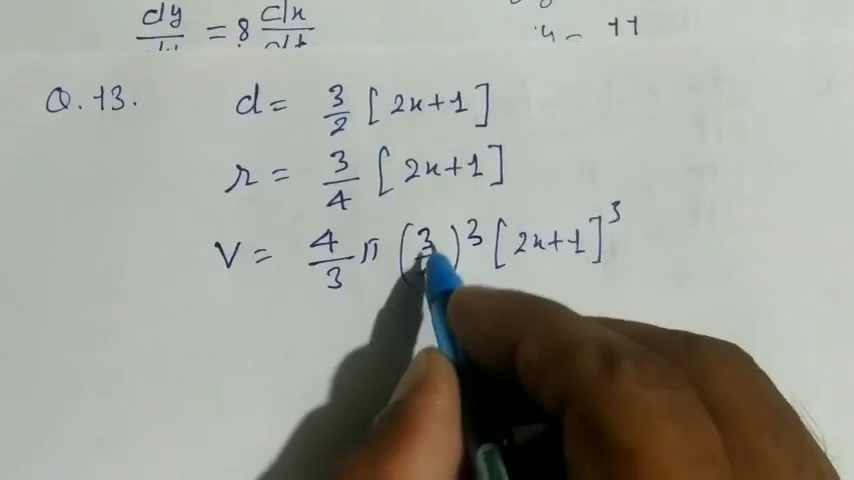 dy/ = 8 dx/dt
11
Q.13. d = 3/2 [2x+1]
r = 3/4 [2x+1]
V = 4/3 π (3/ )^3 [2x+1]^3